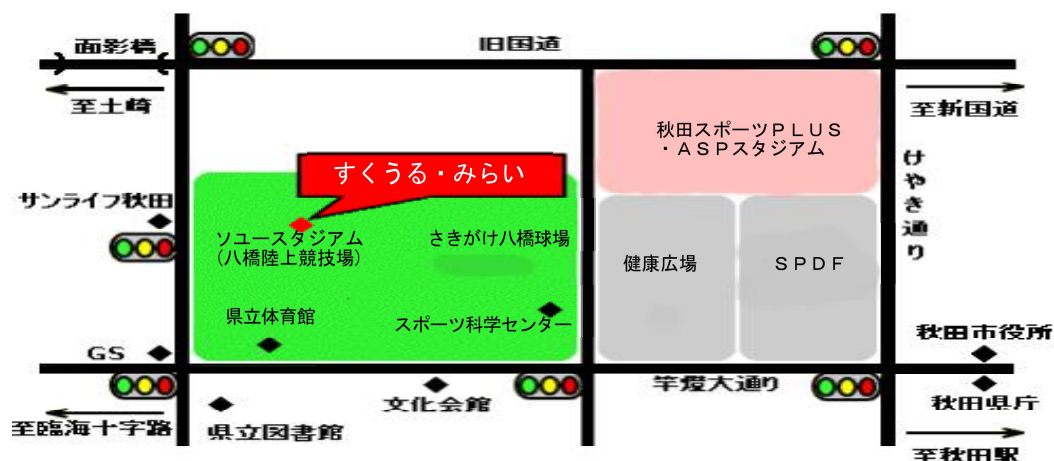 面影橋
旧国道
至土崎
至新国道
秋田スポーツＰＬＵＳ
・ＡＳＰスタジアム
けやき通り
すくうる・みらい
サンライフ秋田
ソユースタジアム
(八橋陸上競技場)
さきがけ八橋球場
健康広場
ＳＰＤＦ
県立体育館
スポーツ科学センター
GS
秋田市役所
竿燈大通り
文化会館
秋田県庁
至臨海十字路
県立図書館
至秋田駅